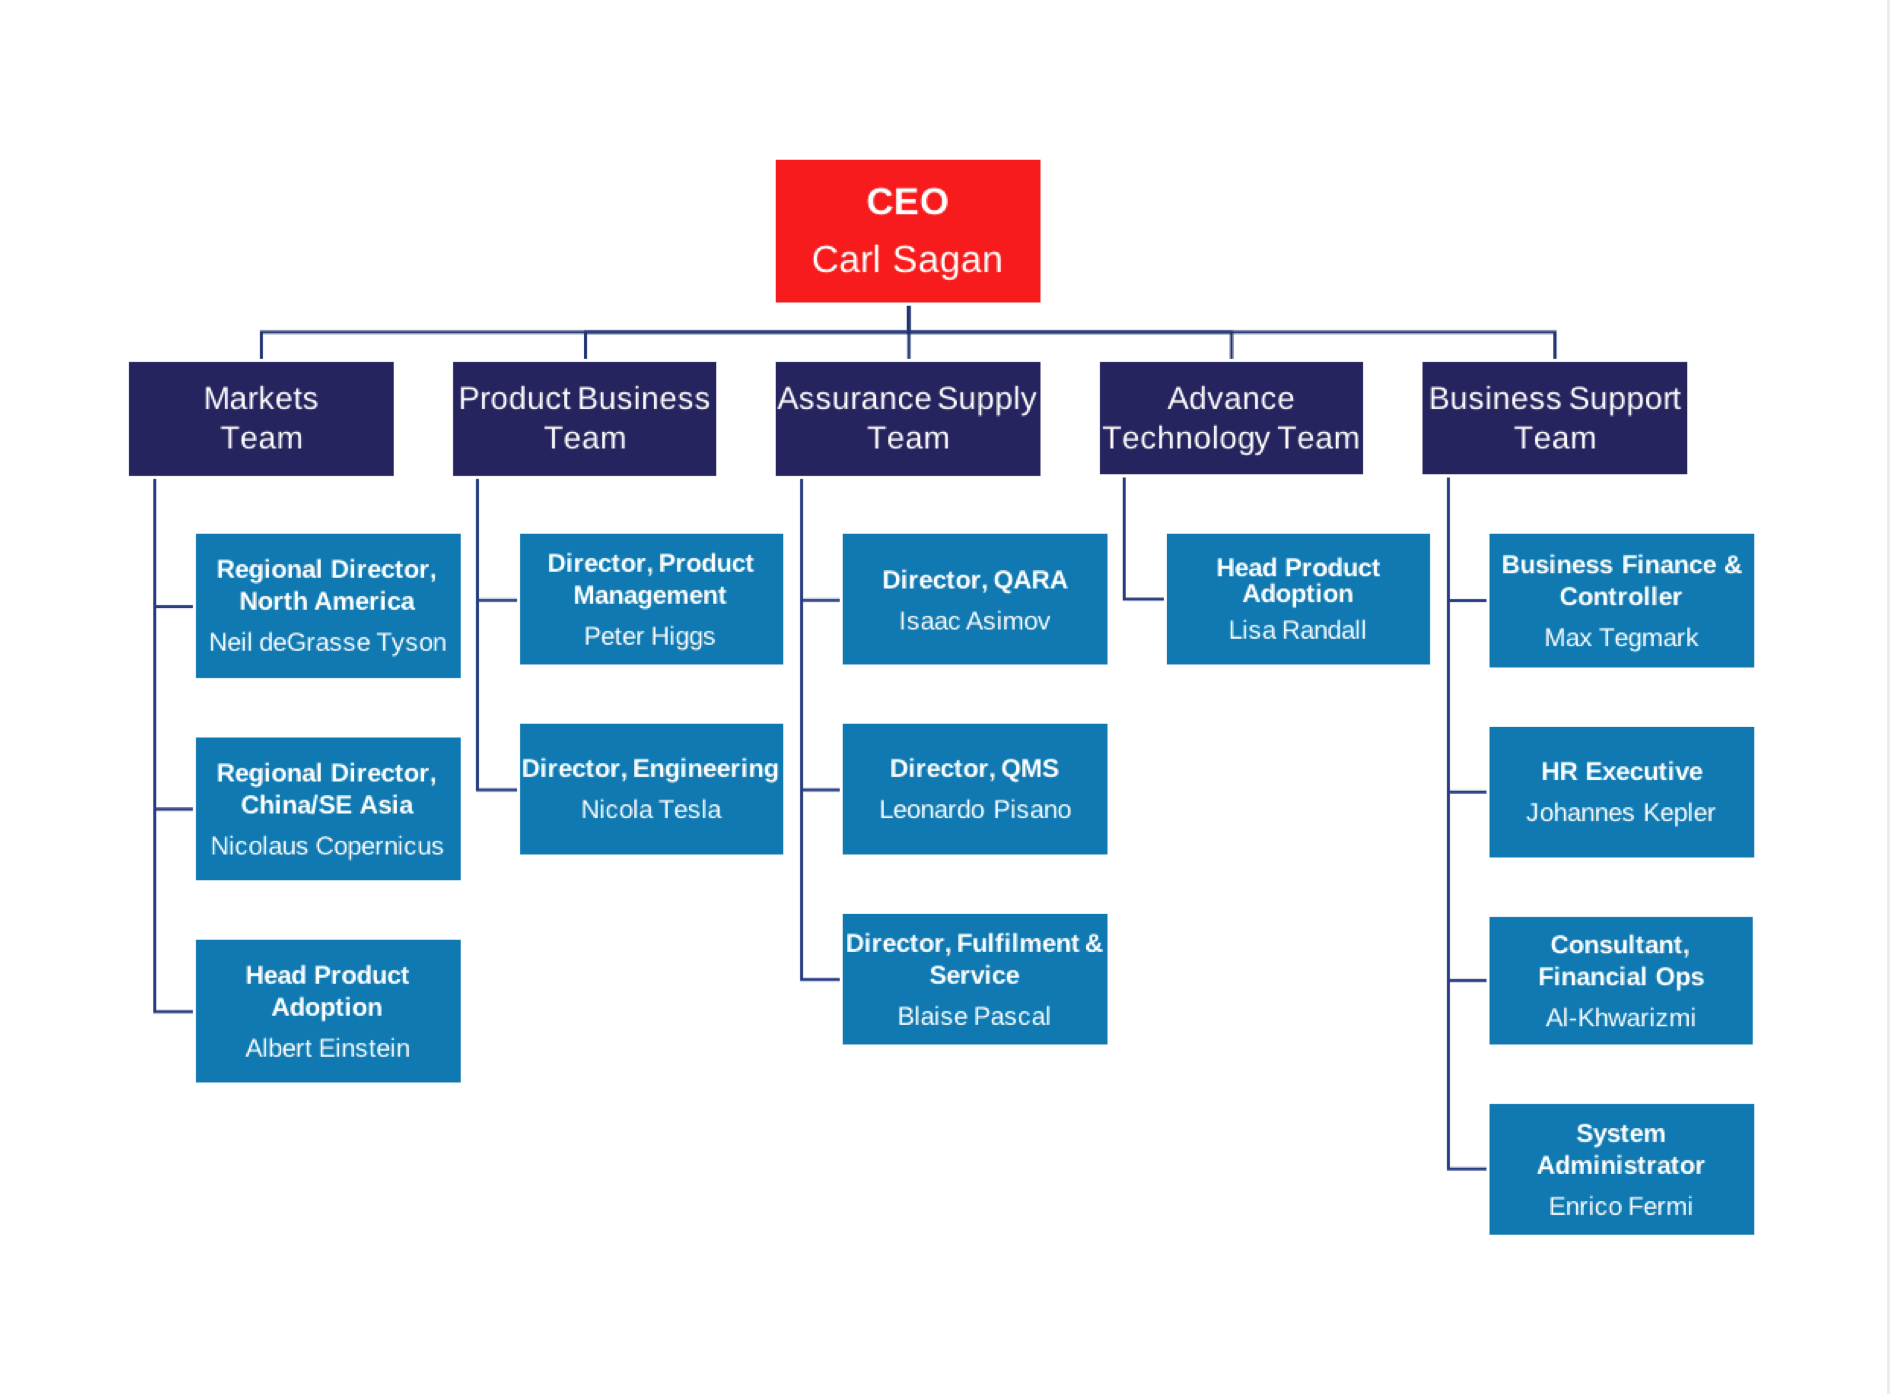 CEO
Carl Sagan
Markets
Team
Product Business
Team
Assurance Supply
Team
Advance
Technology Team
Business Support
Team
Regional Director,
North America
Neil deGrasse Tyson
Regional Director,
China/SE Asia
Nicolaus Copernicus
Head Product
Adoption
Albert Einstein
Director, Product
Management
Peter Higgs
Director, Engineering
Nicola Tesla
Director, QARA
Isaac Asimov
Director, QMS
Leonardo Pisano
Director, Fulfilment &
Service
Blaise Pascal
Head Product
Adoption
Lisa Randall
Business Finance &
Controller
Max Tegmark
HR Executive
Johannes Kepler
Consultant,
Financial Ops
Al-Khwarizmi
System
Administrator
Enrico Fermi